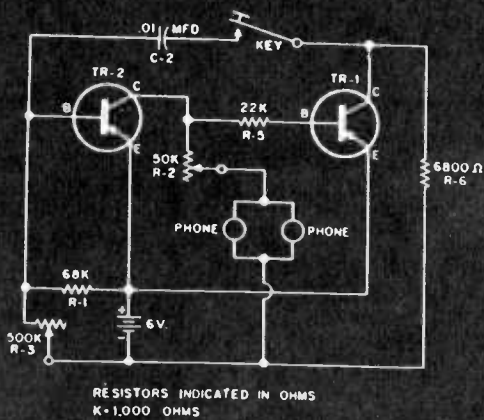 .01 MFD
C-2
KEY
TR-2
TR-1
C
B
E
22K
R-5
B
C
E
50K
R-2
6800 Ω
R-6
PHONE
PHONE
68K
R-1
500K
R-3
+
6V.
-
RESISTORS INDICATED IN OHMS
K=1,000 OHMS